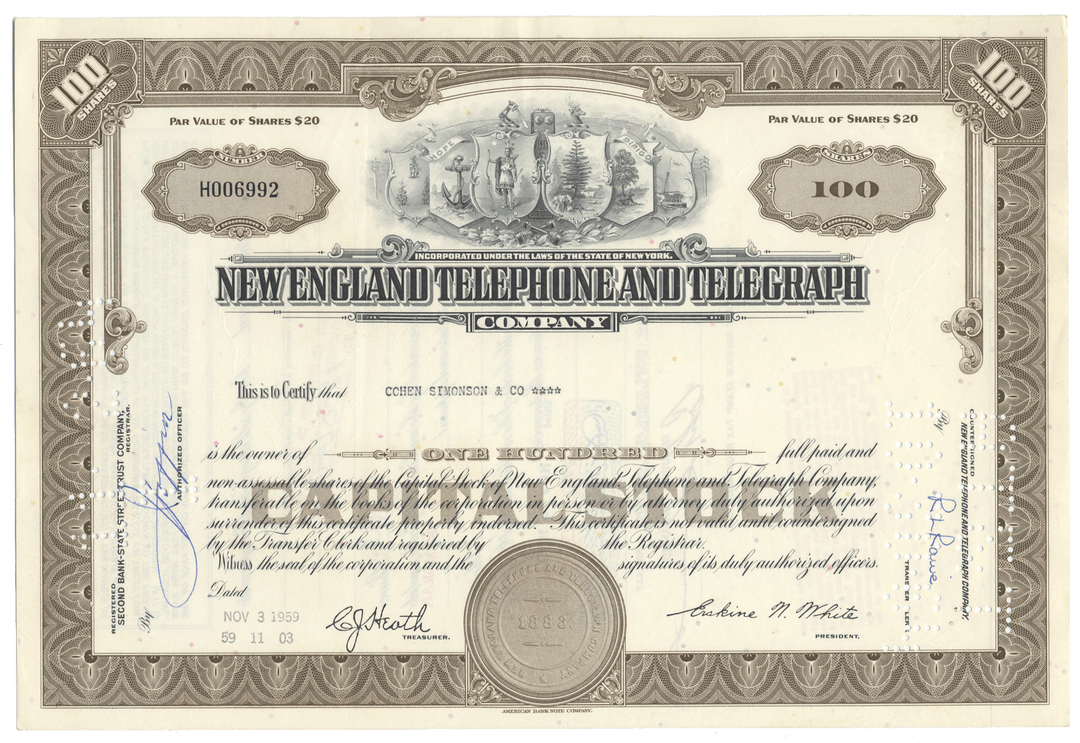 100 SHARES
100 SHARES
PAR VALUE OF SHARES $20
PAR VALUE OF SHARES $20
NUMBER
H006992
HOPE
DIRIGO
SHARES
100
INCORPORATED UNDER THE LAWS OF THE STATE OF NEW YORK.
NEW ENGLAND TELEPHONE AND TELEGRAPH
COMPANY
This is to Certify that COHEN SIMONSON & CO ****
is the owner of ONE HUNDRED full paid and
non-assessable shares of the Capital Stock of New England Telephone and Telegraph Company,
transferable on the books of the corporation in person or by attorney duly authorized upon
surrender of this certificate properly endorsed. This certificate is not valid until countersigned
by the Transfer Clerk and registered by the Registrar.
Witness the seal of the corporation and the signatures of its duly authorized officers.
CAPITAL STOCK
Dated
NOV 3 1959
59 11 03
C J Heath
TREASURER.
1883
Erskine N. White
PRESIDENT.
REGISTERED
SECOND BANK-STATE STREET TRUST COMPANY,
REGISTRAR.
By
AUTHORIZED OFFICER
COUNTERSIGNED
NEW ENGLAND TELEPHONE AND TELEGRAPH COMPANY,
By R L Rowe
TRANSFER CLERK
AMERICAN BANK NOTE COMPANY.